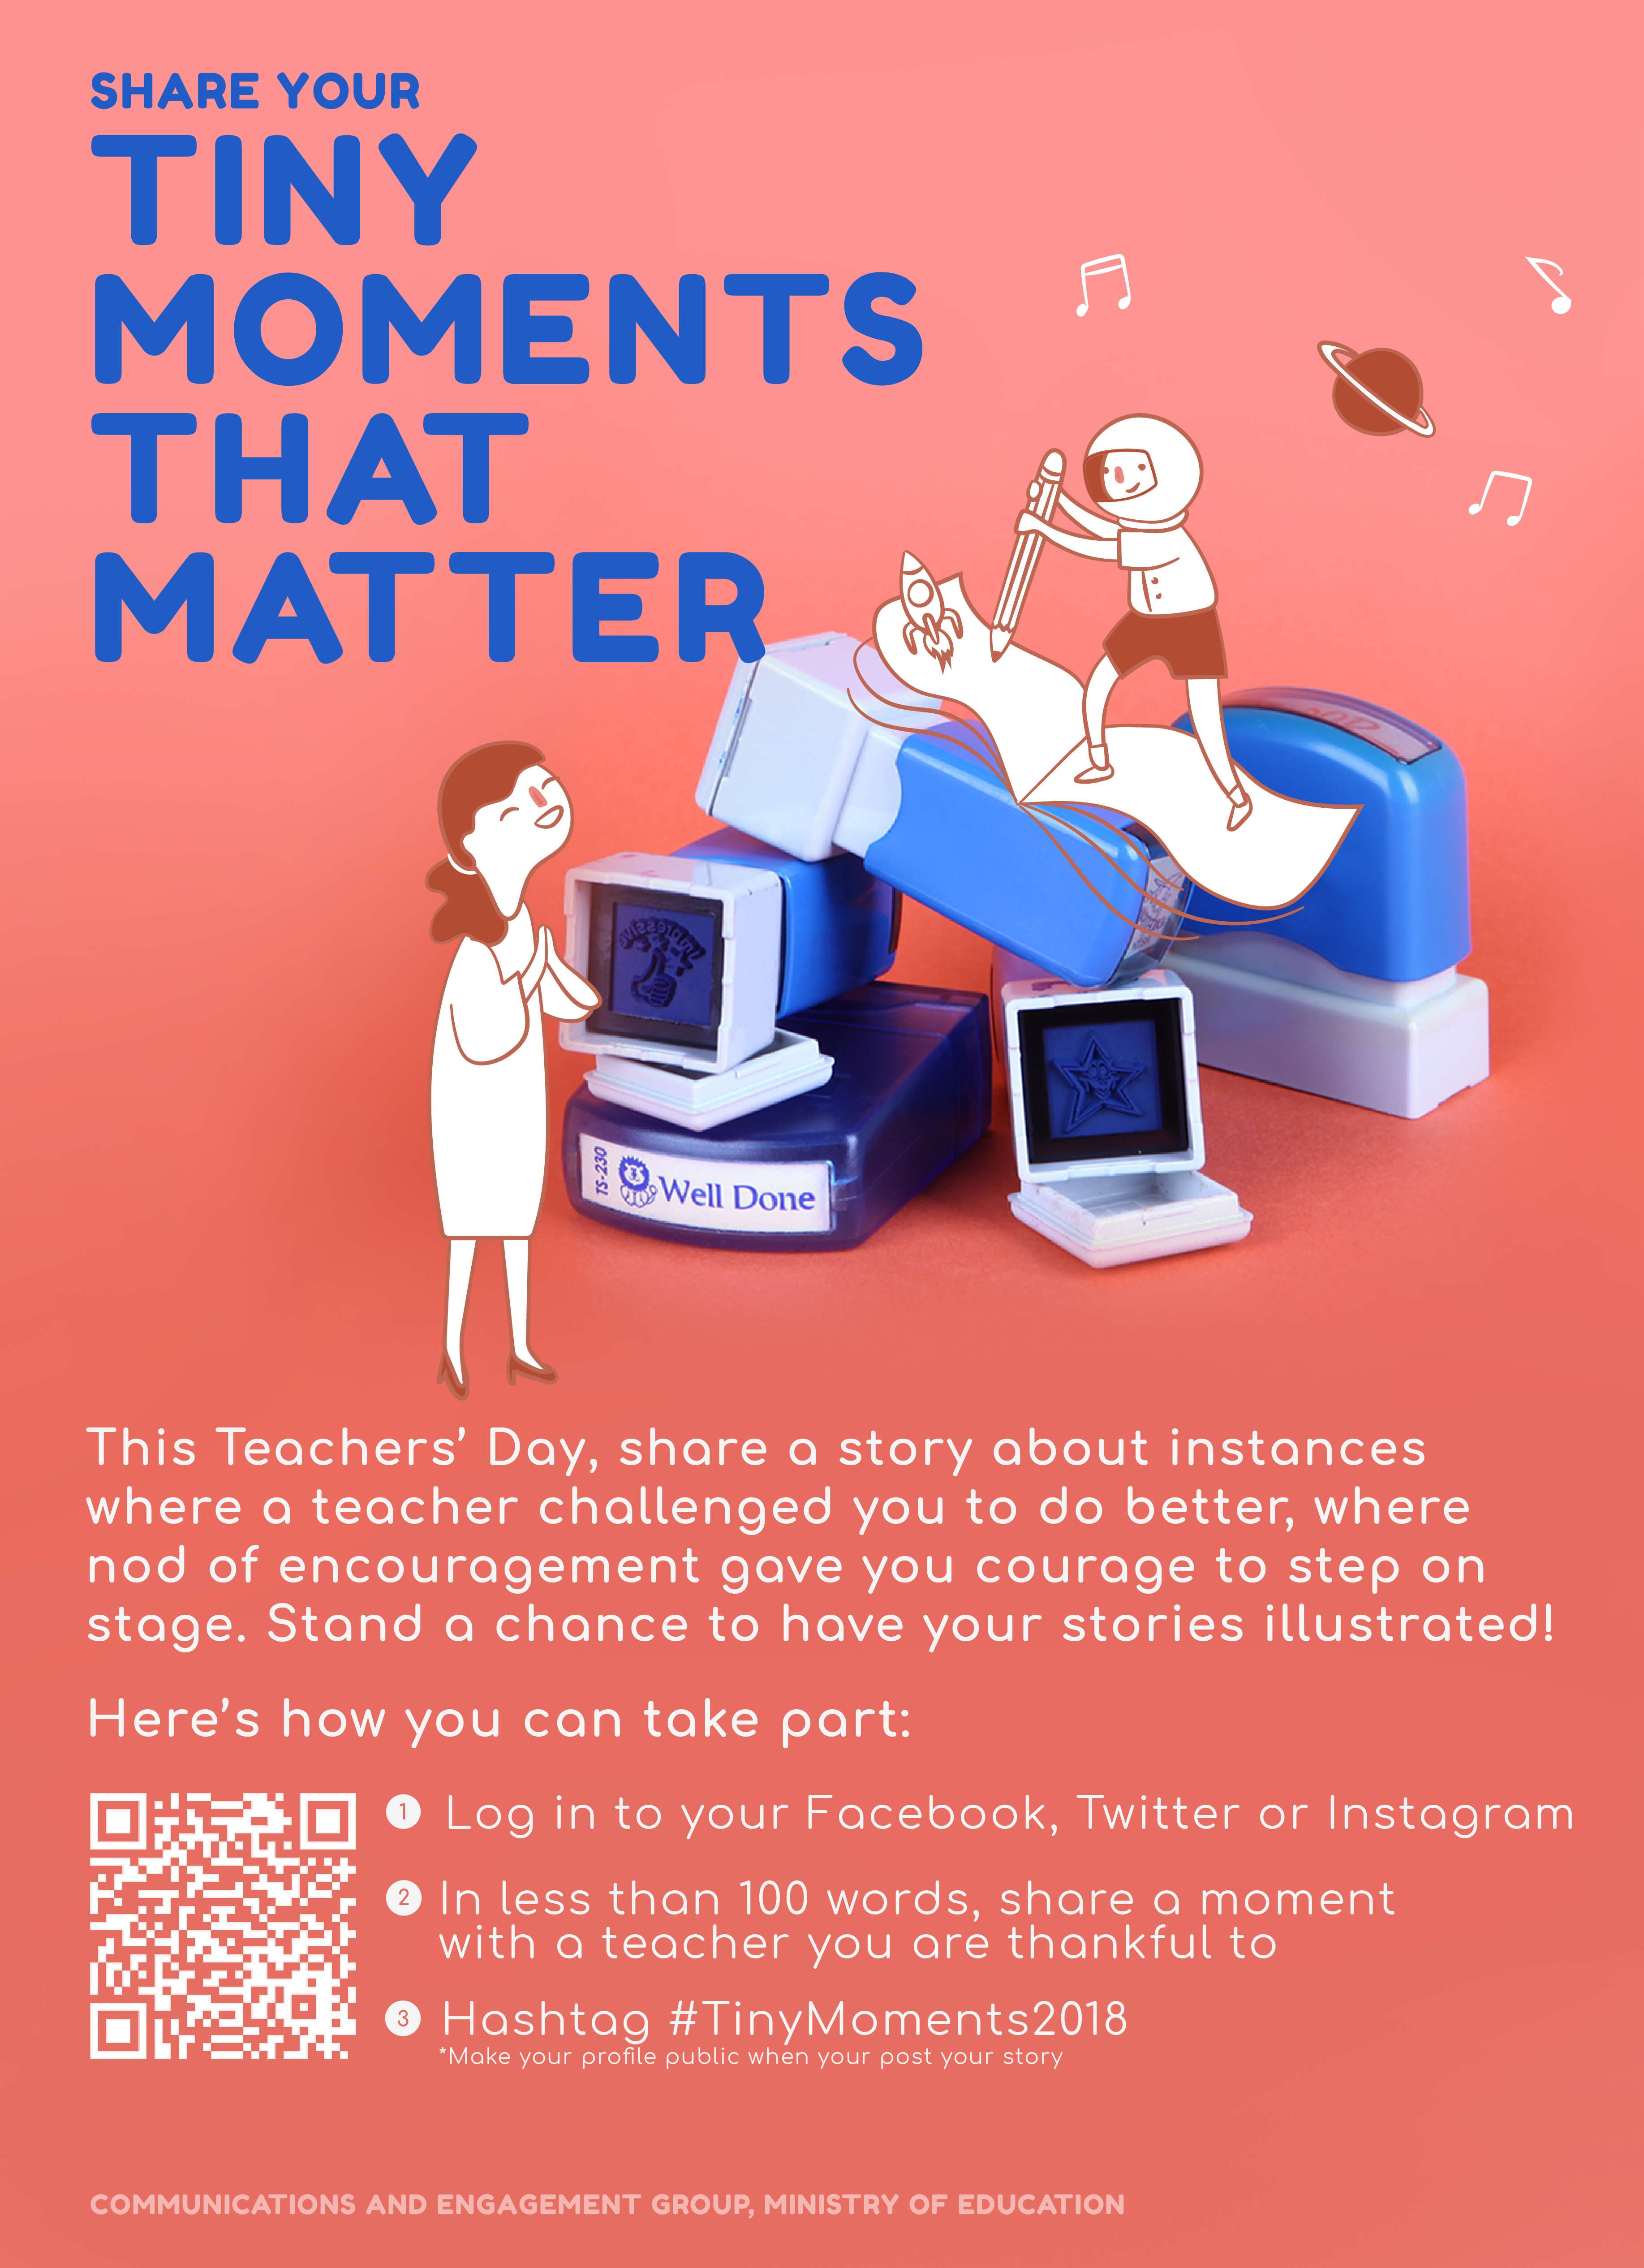 SHARE YOUR
TINY
MOMENTS
THAT
MATTER
Impressive
TS-230
Well Done
This Teachers’ Day, share a story about instances
where a teacher challenged you to do better, where
nod of encouragement gave you courage to step on
stage. Stand a chance to have your stories illustrated!
Here’s how you can take part:
1 Log in to your Facebook, Twitter or Instagram
2 In less than 100 words, share a moment
with a teacher you are thankful to
3 Hashtag #TinyMoments2018
*Make your profile public when your post your story
COMMUNICATIONS AND ENGAGEMENT GROUP, MINISTRY OF EDUCATION